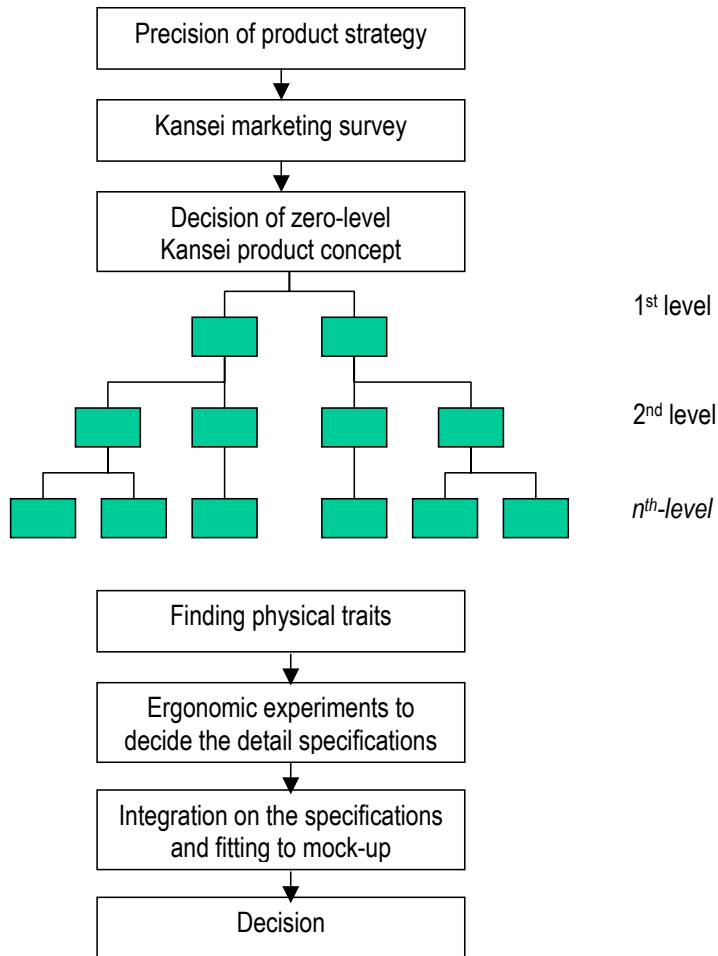 Precision of product strategy
Kansei marketing survey
Decision of zero-level
Kansei product concept
1st level
2nd level
nth-level
Finding physical traits
Ergonomic experiments to
decide the detail specifications
Integration on the specifications
and fitting to mock-up
Decision